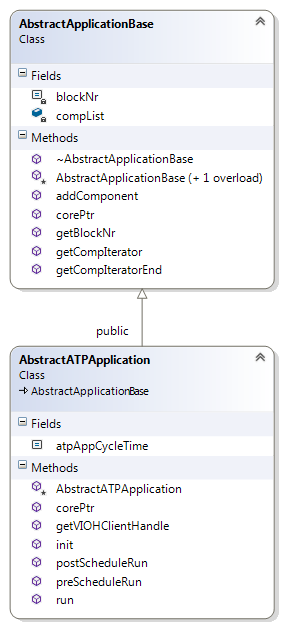 AbstractApplicationBase
Class
Fields
blockNr
compList
Methods
~AbstractApplicationBase
AbstractApplicationBase (+ 1 overload)
addComponent
corePtr
getBlockNr
getCompIterator
getCompIteratorEnd
public
AbstractATPApplication
Class
AbstractApplicationBase
Fields
atpAppCycleTime
Methods
AbstractATPApplication
corePtr
getVIOHClientHandle
init
postScheduleRun
preScheduleRun
run